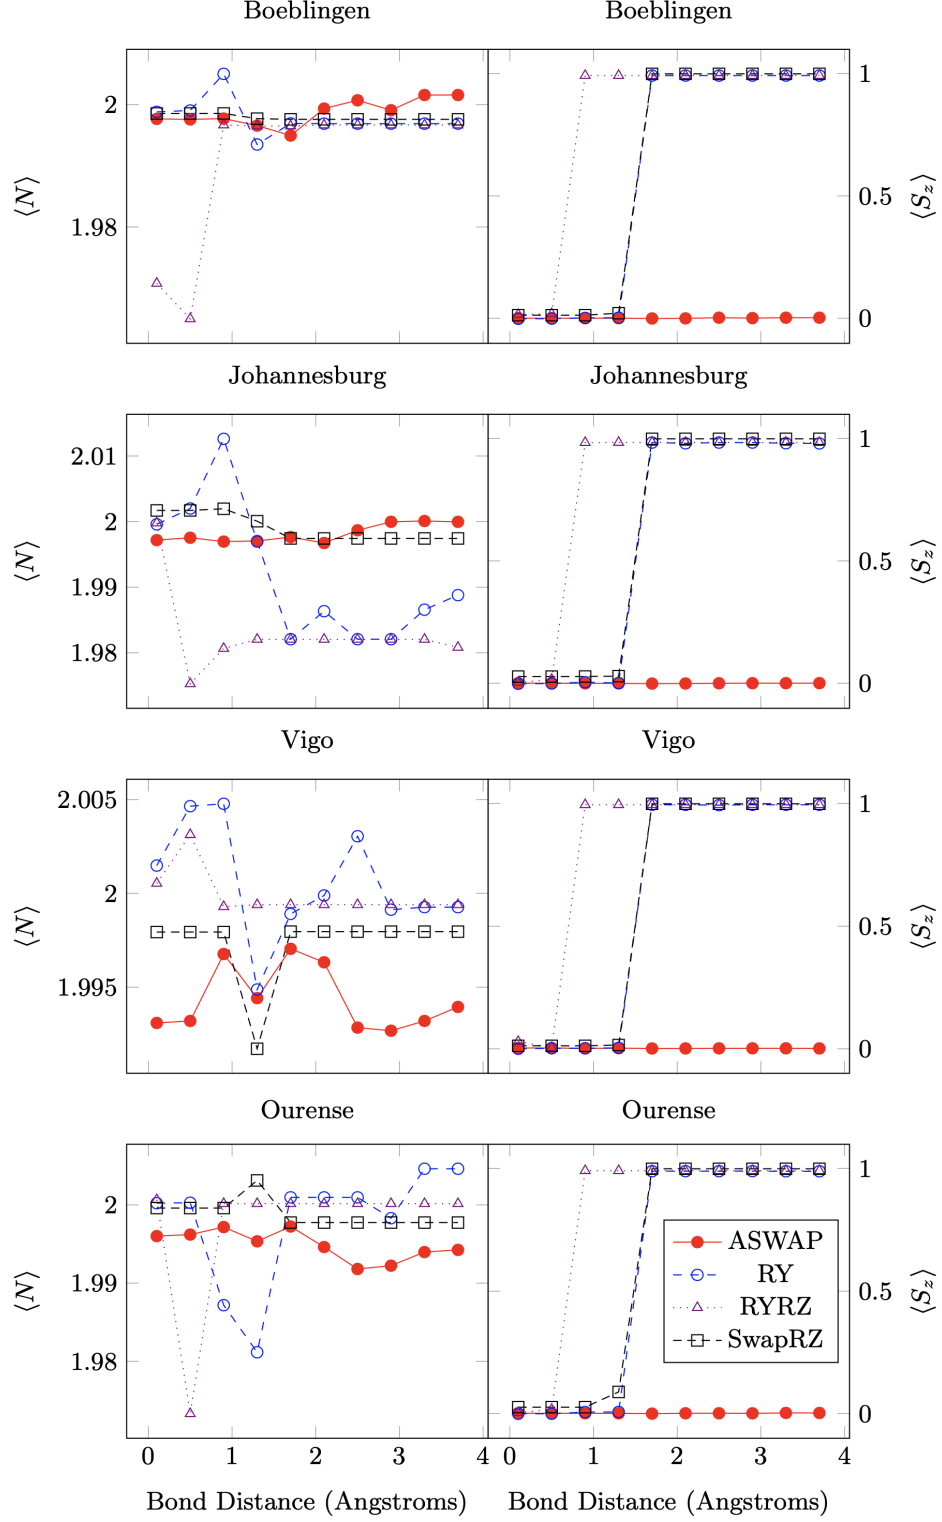 Boeblingen Boeblingen
2
1.98
⟨N⟩
1
0.5
0
⟨S_z⟩
Johannesburg Johannesburg
2.01
2
1.99
1.98
⟨N⟩
1
0.5
0
⟨S_z⟩
Vigo Vigo
2.005
2
1.995
⟨N⟩
1
0.5
0
⟨S_z⟩
Ourense Ourense
2
1.99
1.98
⟨N⟩
1
0.5
0
⟨S_z⟩
ASWAP
RY
RYRZ
SwapRZ
0 1 2 3 4 0 1 2 3 4
Bond Distance (Angstroms) Bond Distance (Angstroms)